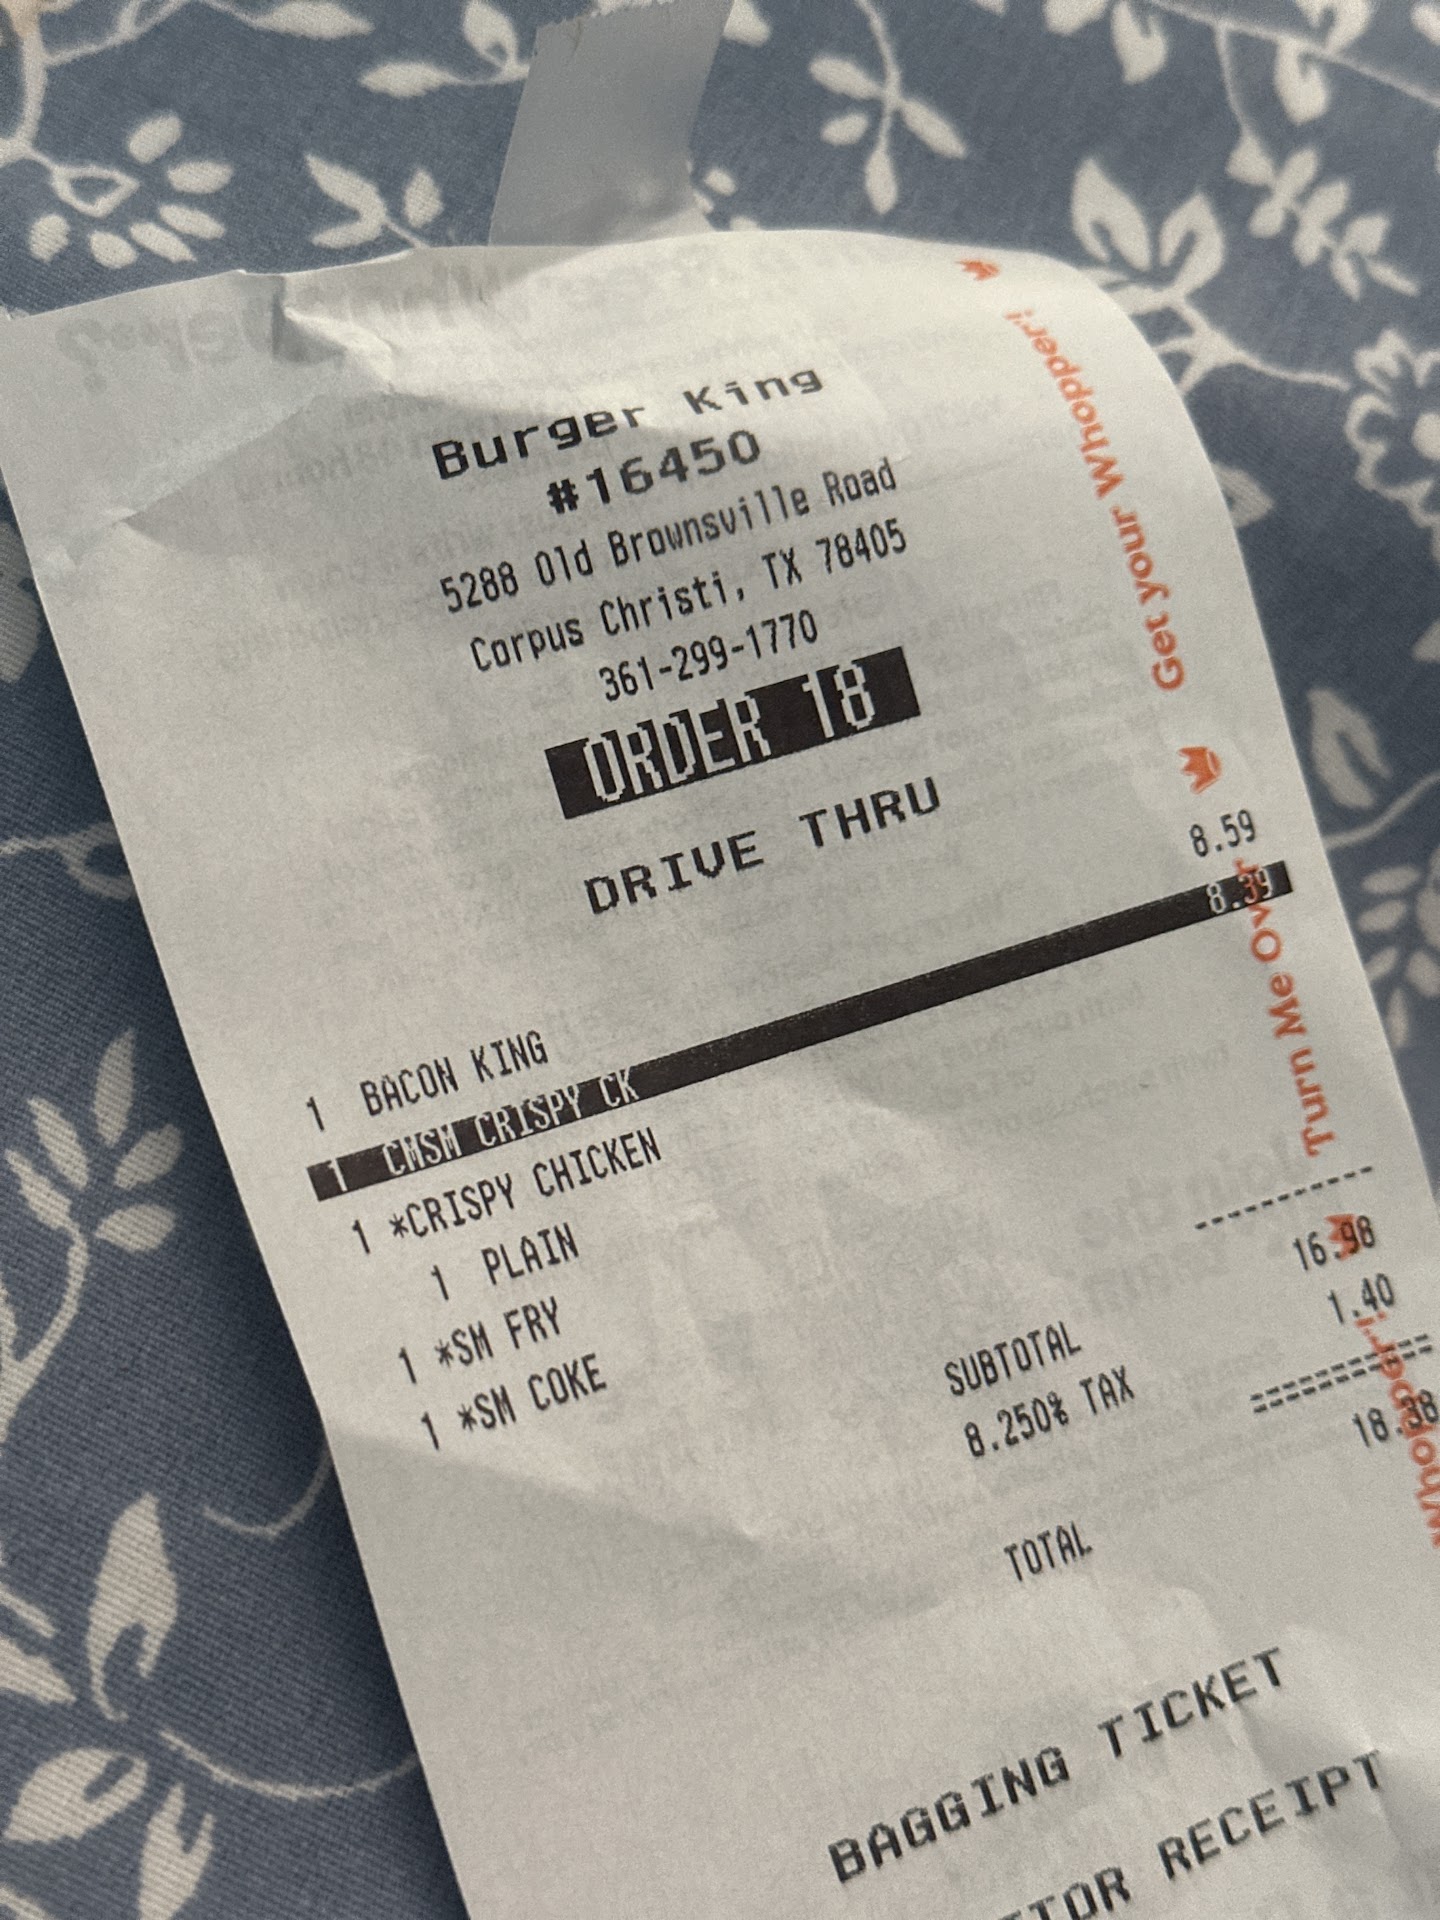 Burger King
#16450
5288 Old Brownsville Road
Corpus Christi, TX 78405
361-299-1770
ORDER 18
DRIVE THRU
1 BACON KING 8.59
1 CMSM CRISPY CK 8.39
1 *CRISPY CHICKEN
1 PLAIN
1 *SM FRY
1 *SM COKE
SUBTOTAL 16.98
8.250% TAX 1.40
TOTAL 18.38
BAGGING TICKET
RECEIPT
Get your Whopper!
Turn Me Over
Whopper!